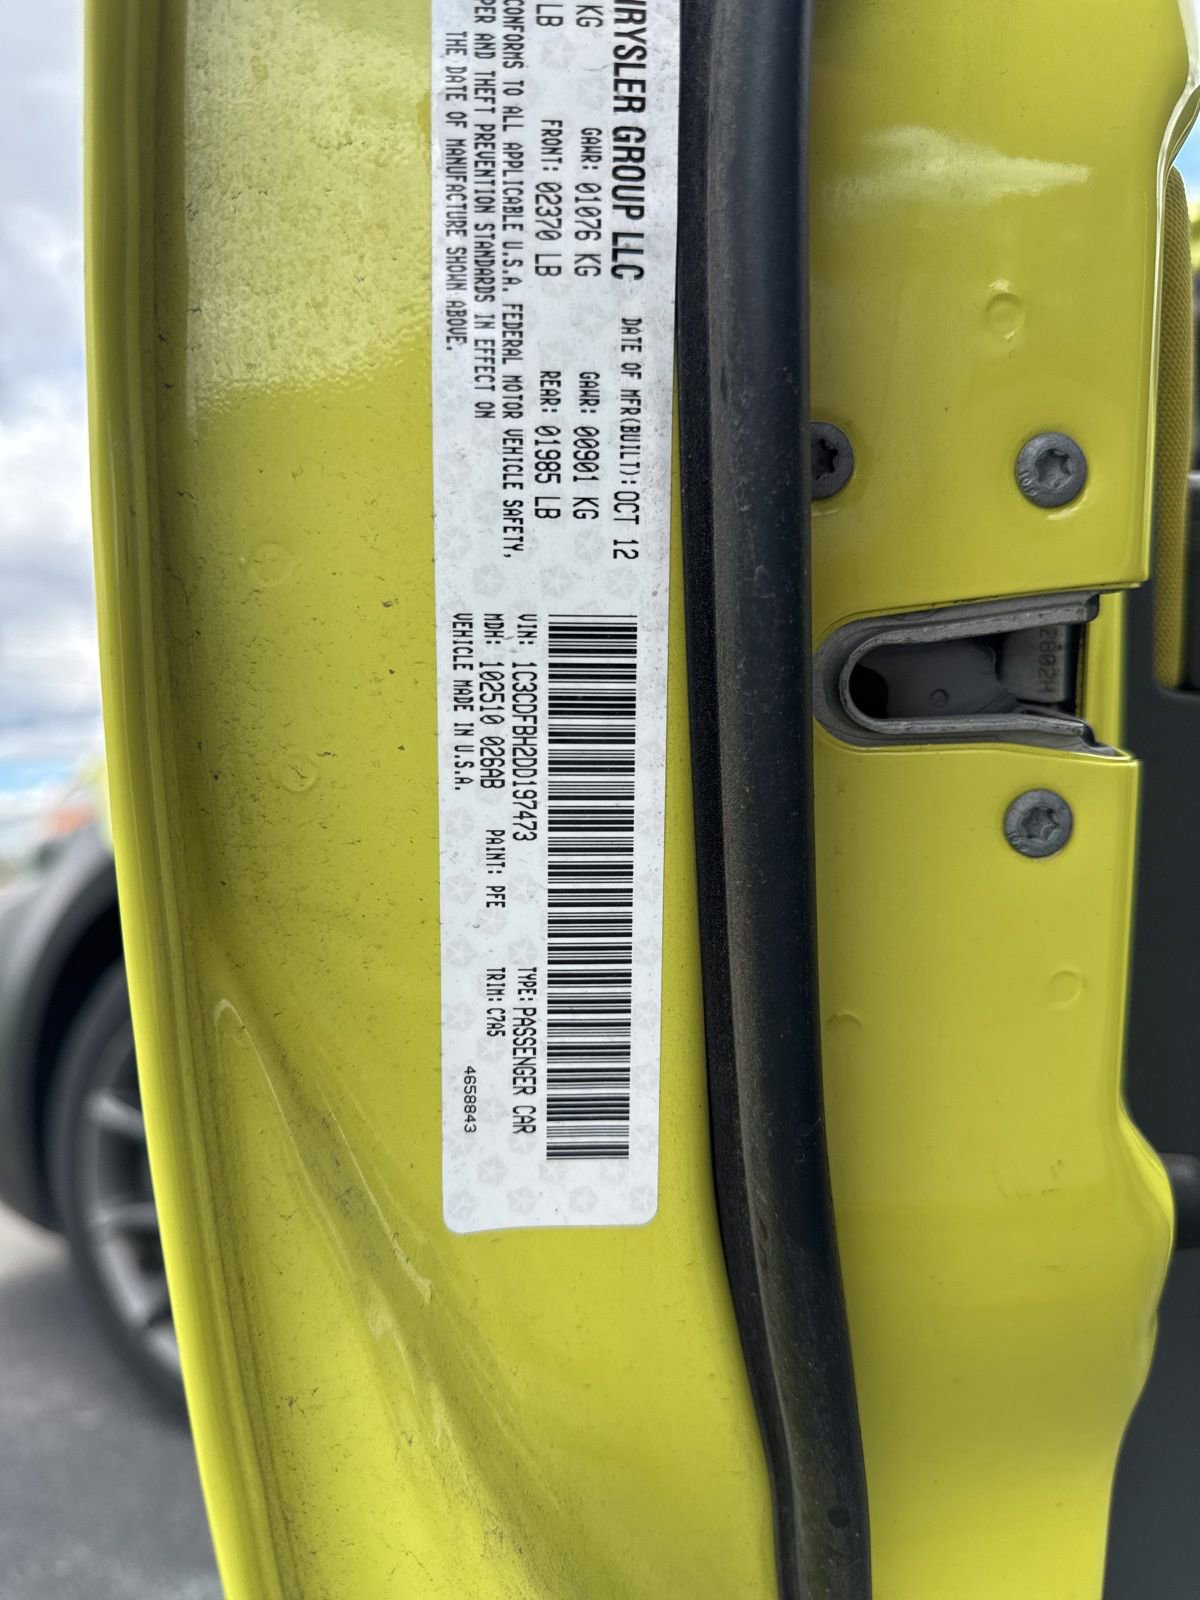 HRYSLER GROUP LLC DATE OF MFR(BUILT): OCT 12
KG GAWR: 01076 KG GAWR: 00901 KG
LB FRONT: 02370 LB REAR: 01985 LB
CONFORMS TO ALL APPLICABLE U.S.A. FEDERAL MOTOR VEHICLE SAFETY,
PER AND THEFT PREVENTION STANDARDS IN EFFECT ON
THE DATE OF MANUFACTURE SHOWN ABOVE.
VIN: 1C3CDFBH2DD197473 TYPE: PASSENGER CAR
MDH: 102510 026AB PAINT: PFE TRIM: C7A5
VEHICLE MADE IN U.S.A.
4658843